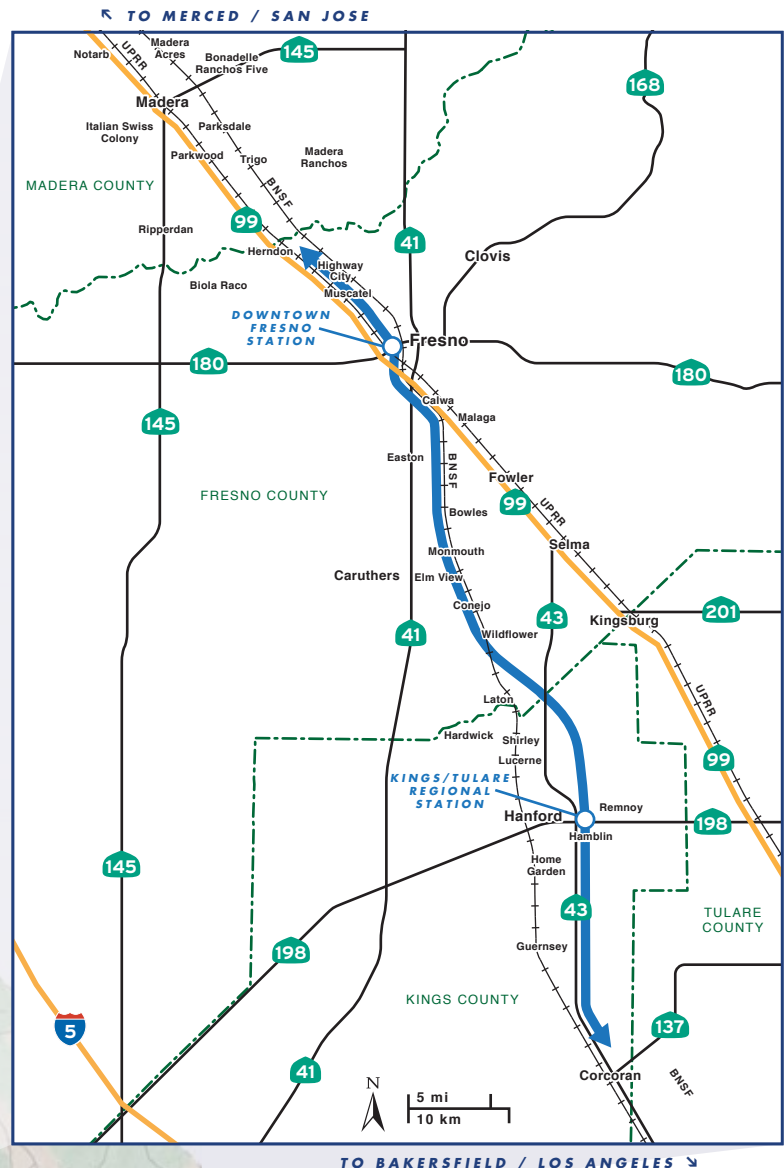 TO MERCED / SAN JOSE
Notarb
UPRR
Madera
Acres
Bonadelle
Ranchos Five
145
168
Madera
Italian Swiss
Colony
Parksdale
Parkwood
Trigo
Madera
Ranchos
MADERA COUNTY
BNSF
99
Ripperdan
41
Herndon
Highway
City
Clovis
Biola Raco
Muscatel
DOWNTOWN
FRESNO
STATION
Fresno
180
180
Calwa
Malaga
145
Easton
BNSF
Fowler
FRESNO COUNTY
99
UPRR
Bowles
Selma
Monmouth
Caruthers
Elm View
Conejo
43
201
Kingsburg
41
Wildflower
Laton
UPRR
Hardwick
Shirley
Lucerne
99
KINGS/TULARE
REGIONAL
STATION
Remnoy
Hanford
198
Hamblin
145
Home
Garden
43
TULARE
COUNTY
Guernsey
198
KINGS COUNTY
5
137
41
Corcoran
BNSF
N
5 mi
10 km
TO BAKERSFIELD / LOS ANGELES